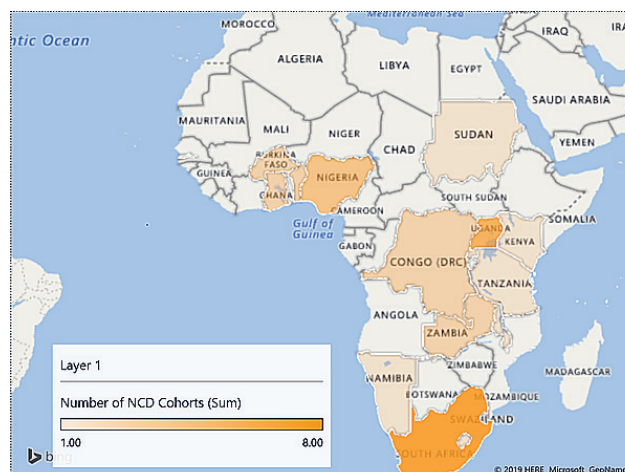 MOROCCO
Mediterranean Sea
ntic Ocean
IRAQ
IRA
ALGERIA
LIBYA
EGYPT
SAUDI ARABIA
MAURITANIA
MALI
NIGER
CHAD
SUDAN
YEMEN
GUINEA
BURKINA
FASO
NIGERIA
GHANA
SOUTH SUDAN
CAMEROON
SOMALIA
Gulf of
Guinea
UGANDA
GABON
KENYA
CONGO (DRC)
TANZANIA
ANGOLA
ZAMBIA
ZIMBABWE
MADAGASCAR
NAMIBIA
BOTSWANA
MOZAMBIQUE
SWAZILAND
SOUTH AFRICA
Layer 1
Number of NCD Cohorts (Sum)
1.00
8.00
bing
© 2019 HERE, Microsoft, GeoNames